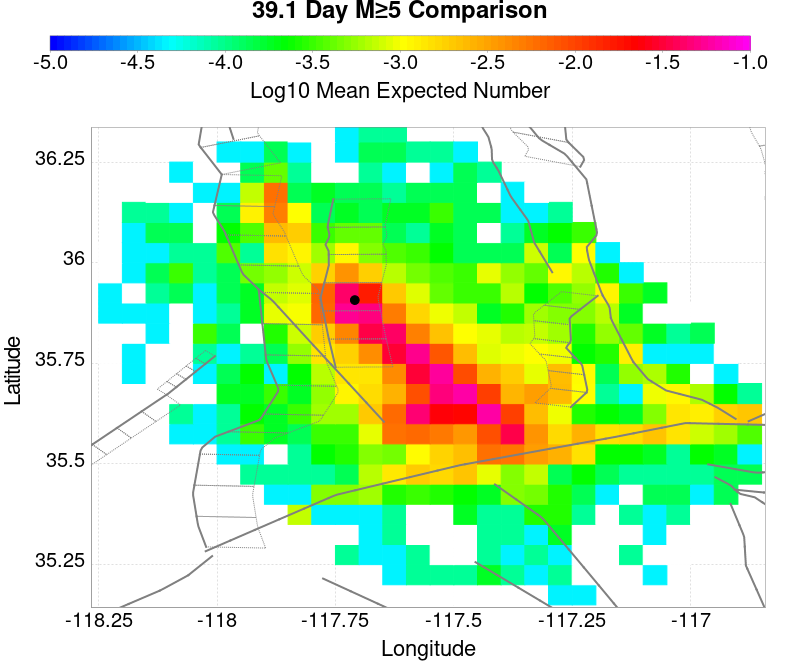 39.1 Day M≥5 Comparison
-5.0 -4.5 -4.0 -3.5 -3.0 -2.5 -2.0 -1.5 -1.0
Log10 Mean Expected Number
36.25
36
35.75
35.5
35.25
Latitude
-118.25 -118 -117.75 -117.5 -117.25 -117
Longitude